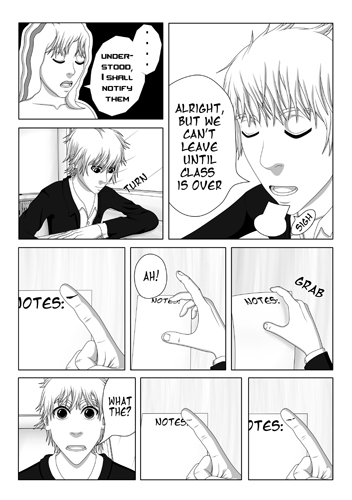 ALRIGHT,
BUT WE
CAN'T
LEAVE
UNTIL
CLASS
IS OVER
SIGH
....
UNDER-
STOOD,
I SHALL
NOTIFY
THEM
TURN
GRAB
NOTES:
AH!
NOTES:
NOTES:
NOTES:
NOTES:
WHAT
THE?